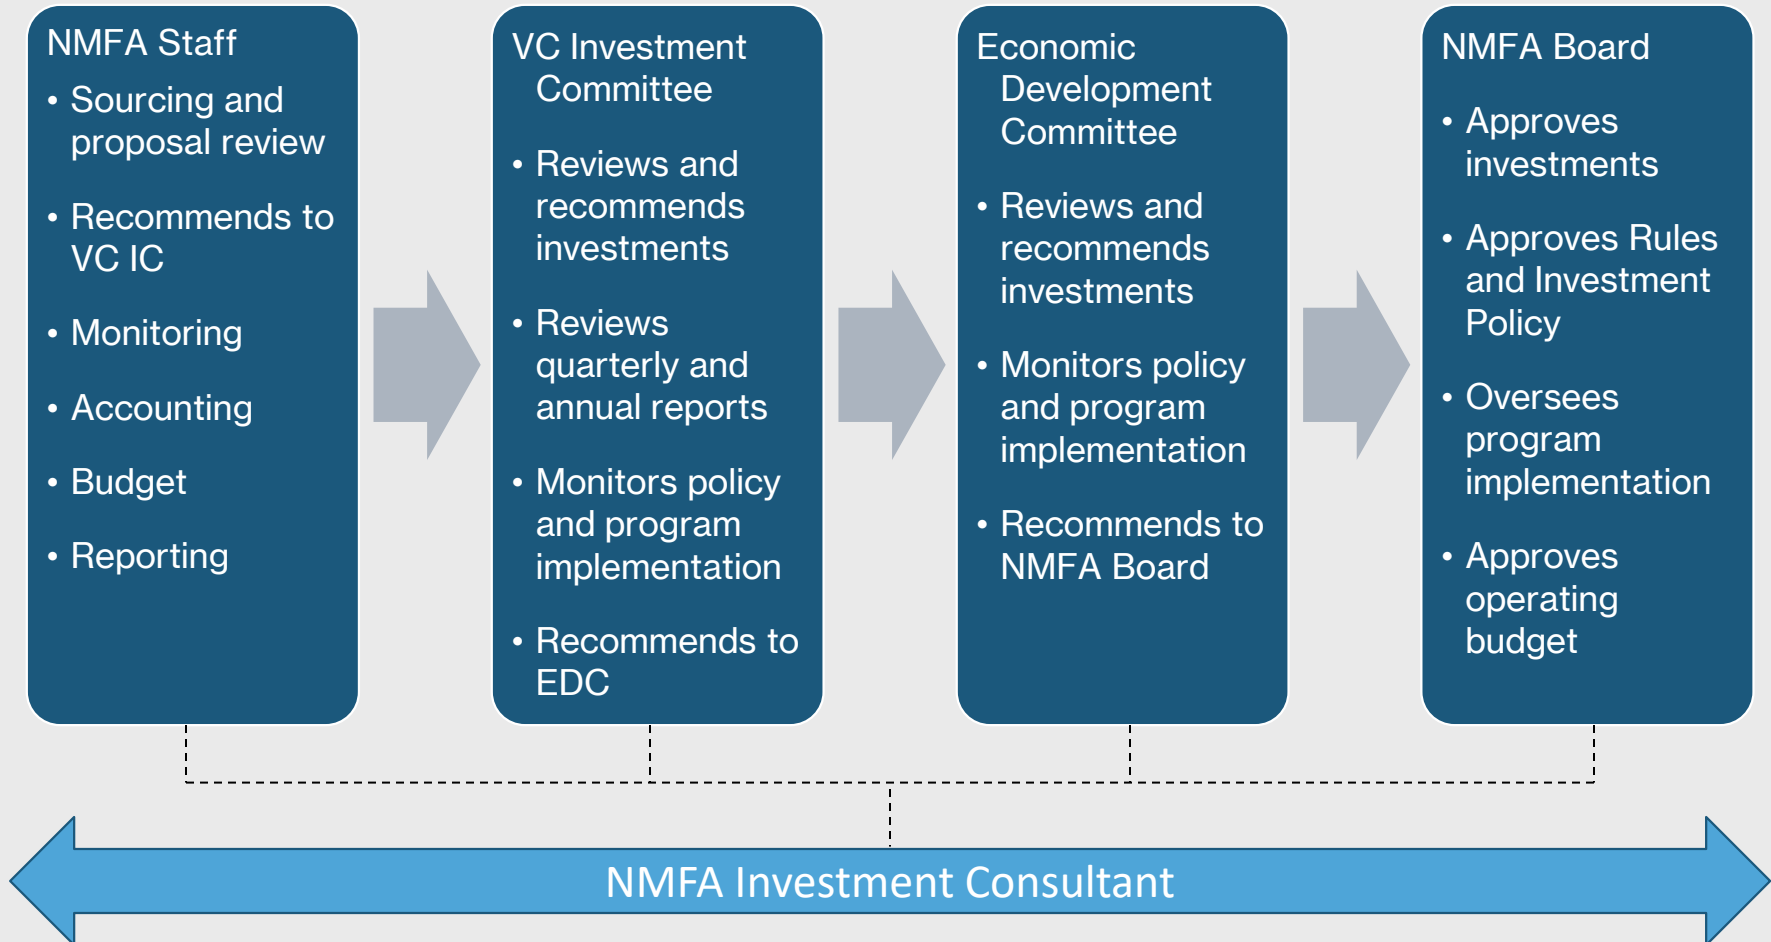 NMFA Staff
• Sourcing and
proposal review
• Recommends to
VC IC
• Monitoring
• Accounting
• Budget
• Reporting
VC Investment
Committee
• Reviews and
recommends
investments
• Reviews
quarterly and
annual reports
• Monitors policy
and program
implementation
• Recommends to
EDC
Economic
Development
Committee
• Reviews and
recommends
investments
• Monitors policy
and program
implementation
• Recommends to
NMFA Board
NMFA Board
• Approves
investments
• Approves Rules
and Investment
Policy
• Oversees
program
implementation
• Approves
operating
budget
NMFA Investment Consultant